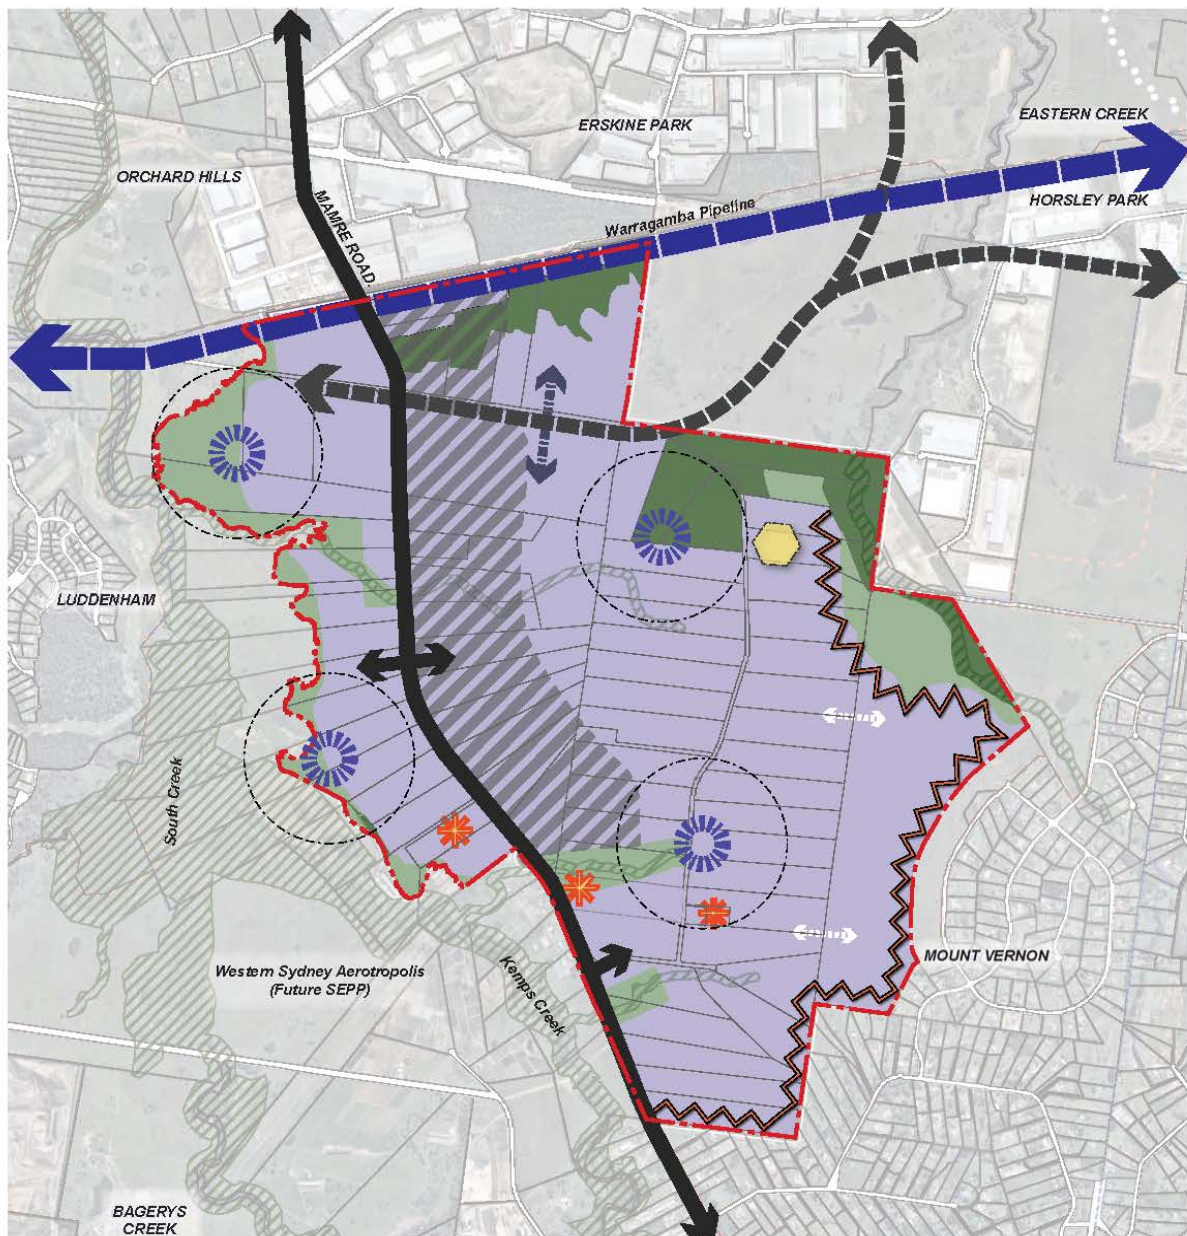 EASTERN CREEK
ERSKINE PARK
ORCHARD HILLS
HORSLEY PARK
MAMRE ROAD
Warragamba Pipeline
LUDDENHAM
South Creek
MOUNT VERNON
Western Sydney Aerotropolis
(Future SEPP)
Kemps Creek
BAGERYS
CREEK